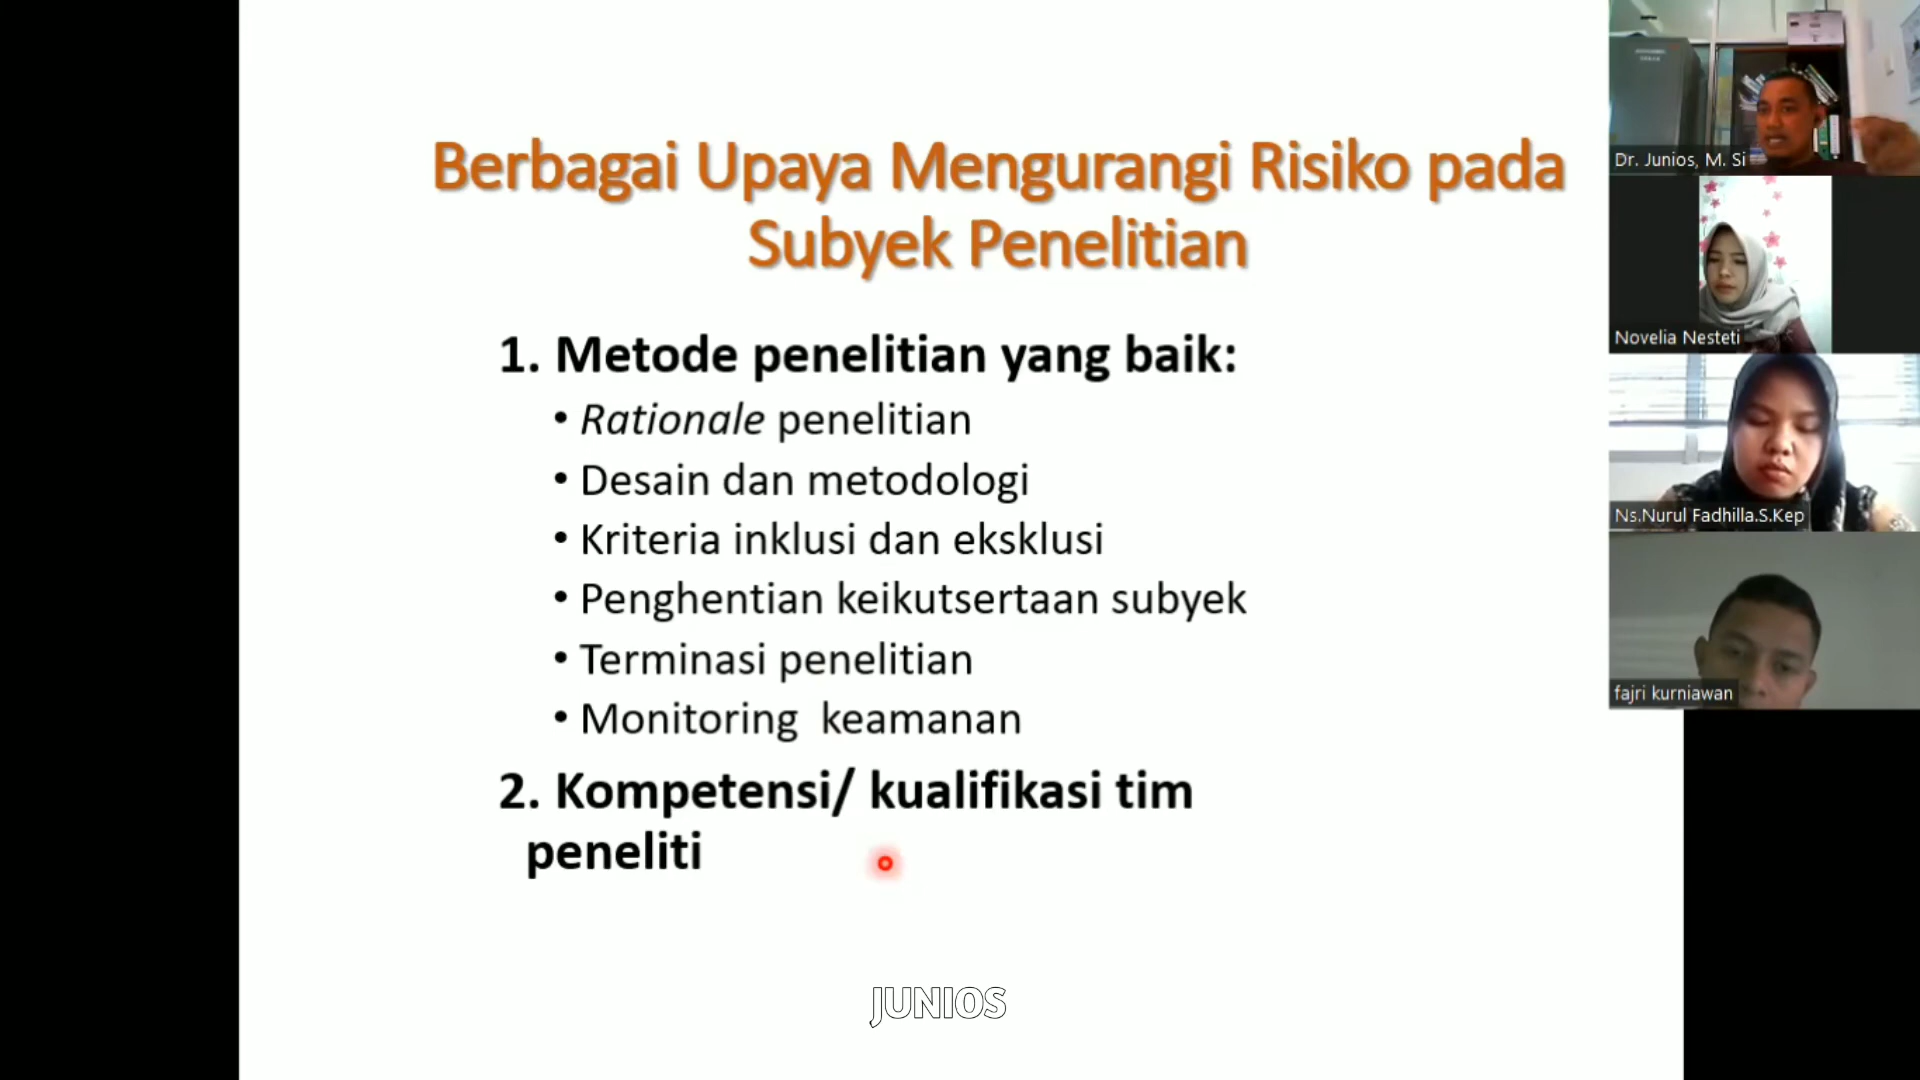 Berbagai Upaya Mengurangi Risiko pada
Subyek Penelitian
1. Metode penelitian yang baik:
• Rationale penelitian
• Desain dan metodologi
• Kriteria inklusi dan eksklusi
• Penghentian keikutsertaan subyek
• Terminasi penelitian
• Monitoring  keamanan
2. Kompetensi/ kualifikasi tim
peneliti
JUNIOS
Dr. Junios, M. Si
Novelia Nesteti
Ns.Nurul Fadhilla.S.Kep
fajri kurniawan